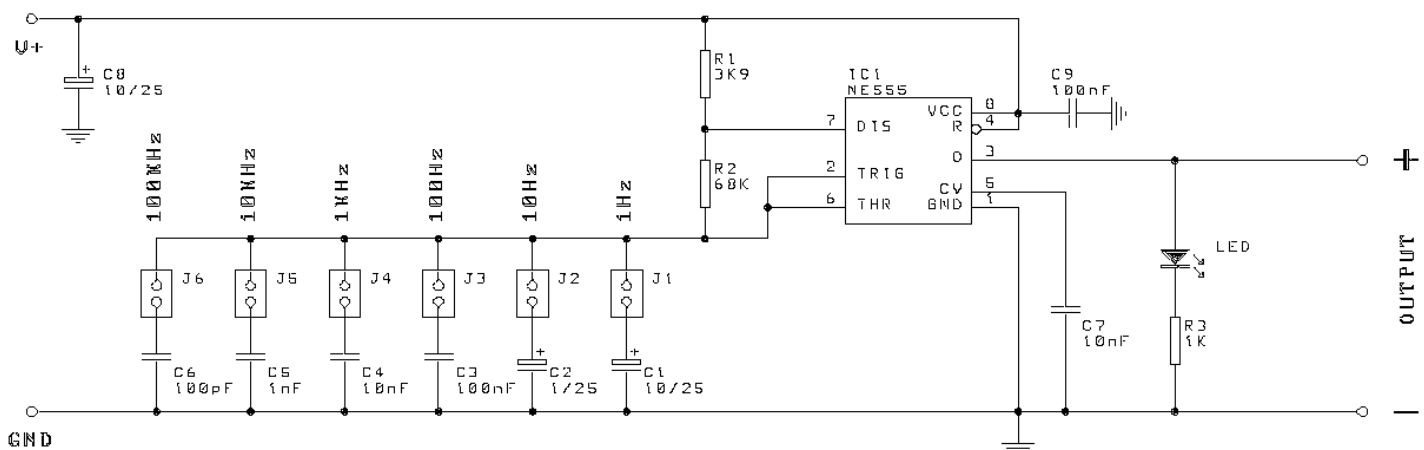 V+
C8
10/25
R1
3K9
IC1
NE555
C9
100nF
VCC
8
R
4
7
DIS
O
3
2
TRIG
CV
5
6
THR
GND
1
R2
68K
100KHz
10KHz
1KHz
100Hz
10Hz
1Hz
J6
J5
J4
J3
J2
J1
+
+
C6
100pF
C5
1nF
C4
10nF
C3
100nF
C2
1/25
C1
10/25
C7
10nF
LED
R3
1K
+
OUTPUT
-
GND